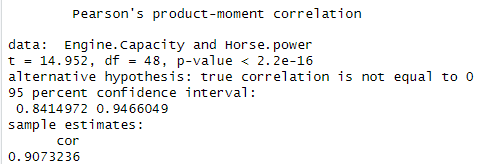 Pearson's product-moment correlation
data:  Engine.Capacity and Horse.power
t = 14.952, df = 48, p-value < 2.2e-16
alternative hypothesis: true correlation is not equal to 0
95 percent confidence interval:
 0.8414972 0.9466049
sample estimates:
      cor
0.9073236